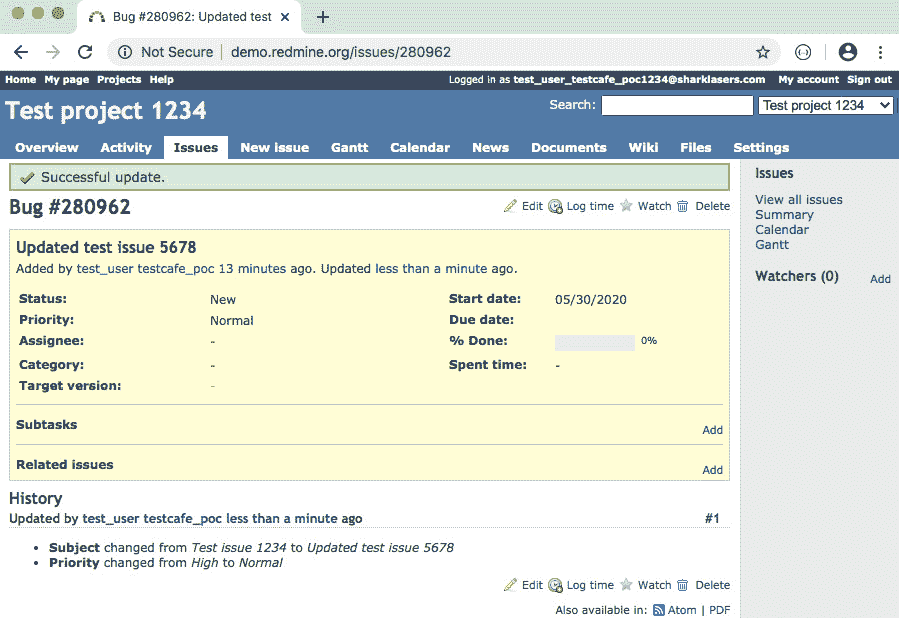 Bug #280962: Updated test
Not Secure demo.redmine.org/issues/280962
Home My page Projects Help Logged in as test_user_testcafe_poc1234@sharklasers.com My account Sign out
Test project 1234 Search: Test project 1234
Overview Activity Issues New issue Gantt Calendar News Documents Wiki Files Settings
Successful update.
Bug #280962 Edit Log time Watch Delete
Updated test issue 5678
Added by test_user testcafe_poc 13 minutes ago. Updated less than a minute ago.
Status: New Start date: 05/30/2020
Priority: Normal Due date:
Assignee: - % Done: 0%
Category: - Spent time: -
Target version: -
Subtasks Add
Related issues Add
History
Updated by test_user testcafe_poc less than a minute ago #1
• Subject changed from Test issue 1234 to Updated test issue 5678
• Priority changed from High to Normal
Edit Log time Watch Delete
Also available in: Atom | PDF
Issues
View all issues
Summary
Calendar
Gantt
Watchers (0) Add